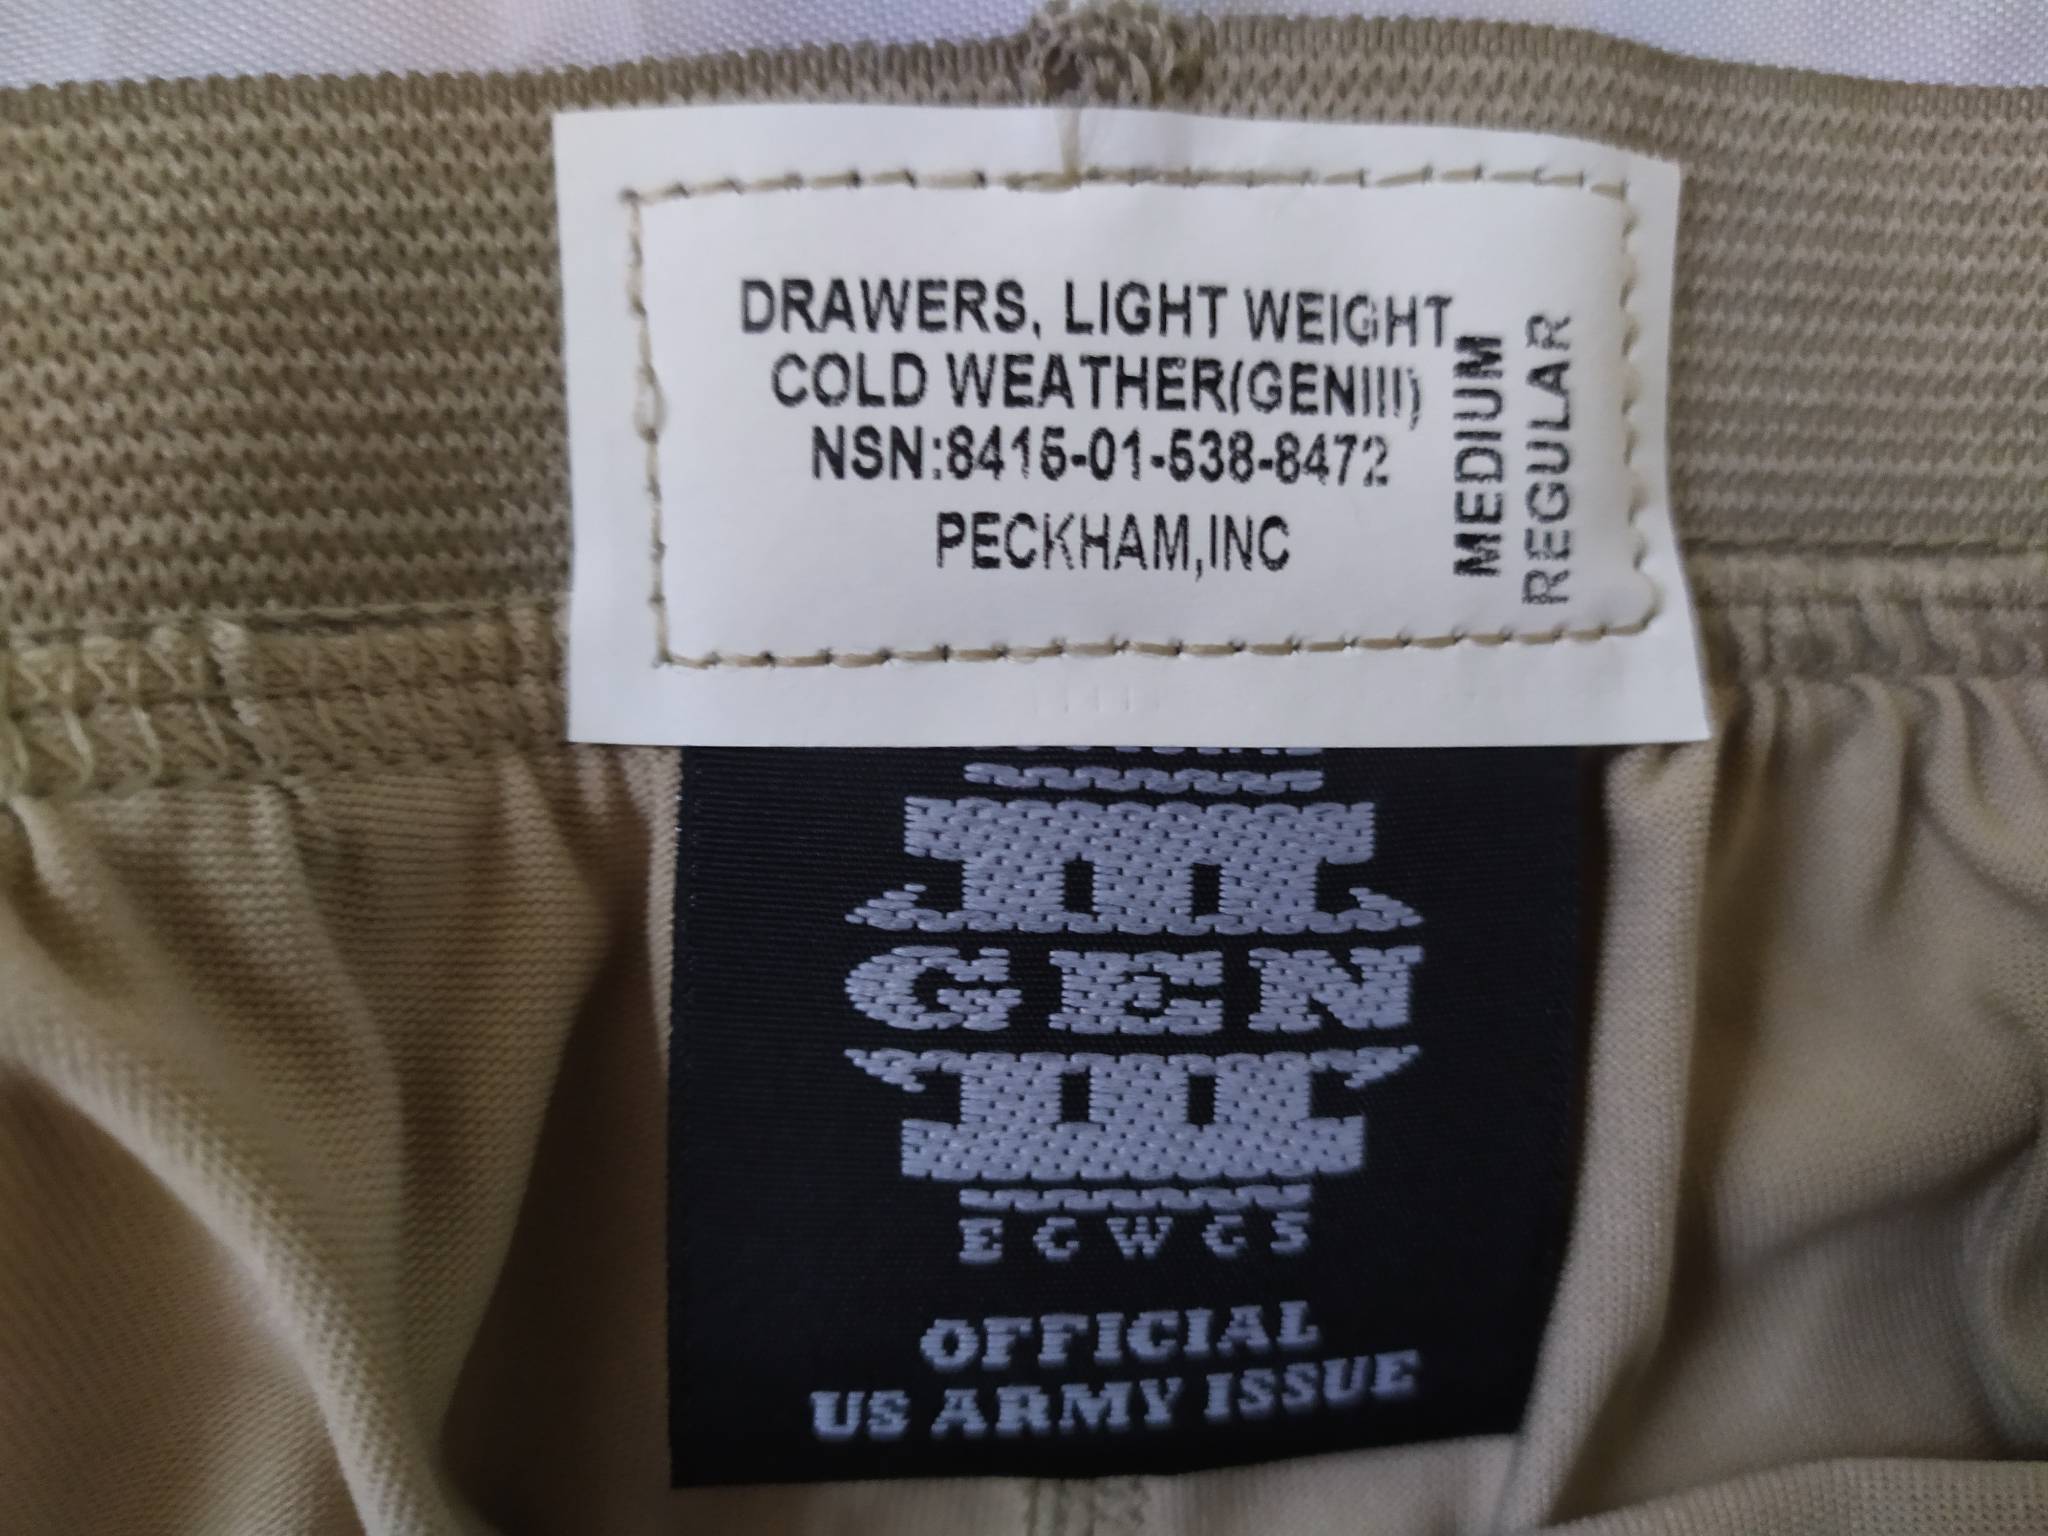 DRAWERS, LIGHT WEIGHT
COLD WEATHER(GENIII)
NSN:8415-01-538-8472
PECKHAM,INC
MEDIUM
REGULAR
III
GEN
III
ECWCS
OFFICIAL
US ARMY ISSUE